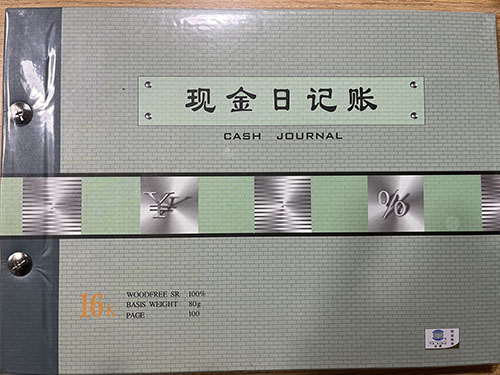 现金日记账
CASH JOURNAL
¥
%
16K
WOODFREE SR 100%
BASIS WEIGHT 80g
PAGE 100